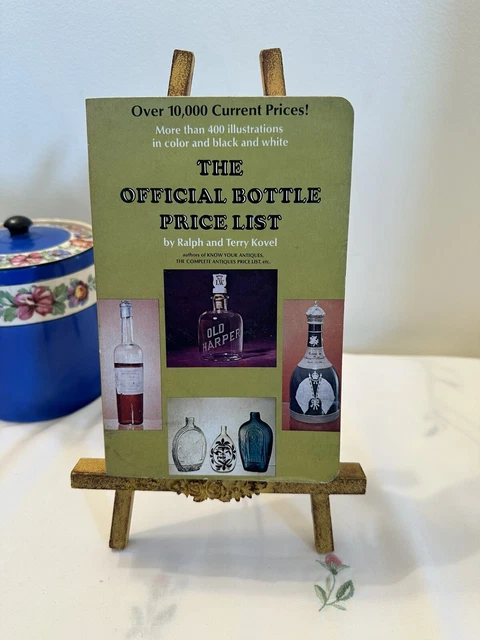 Over 10,000 Current Prices!
More than 400 illustrations
in color and black and white
THE
OFFICIAL BOTTLE
PRICE LIST
by Ralph and Terry Kovel
authors of KNOW YOUR ANTIQUES,
THE COMPLETE ANTIQUES PRICE LIST, etc.
OLD
HARPER